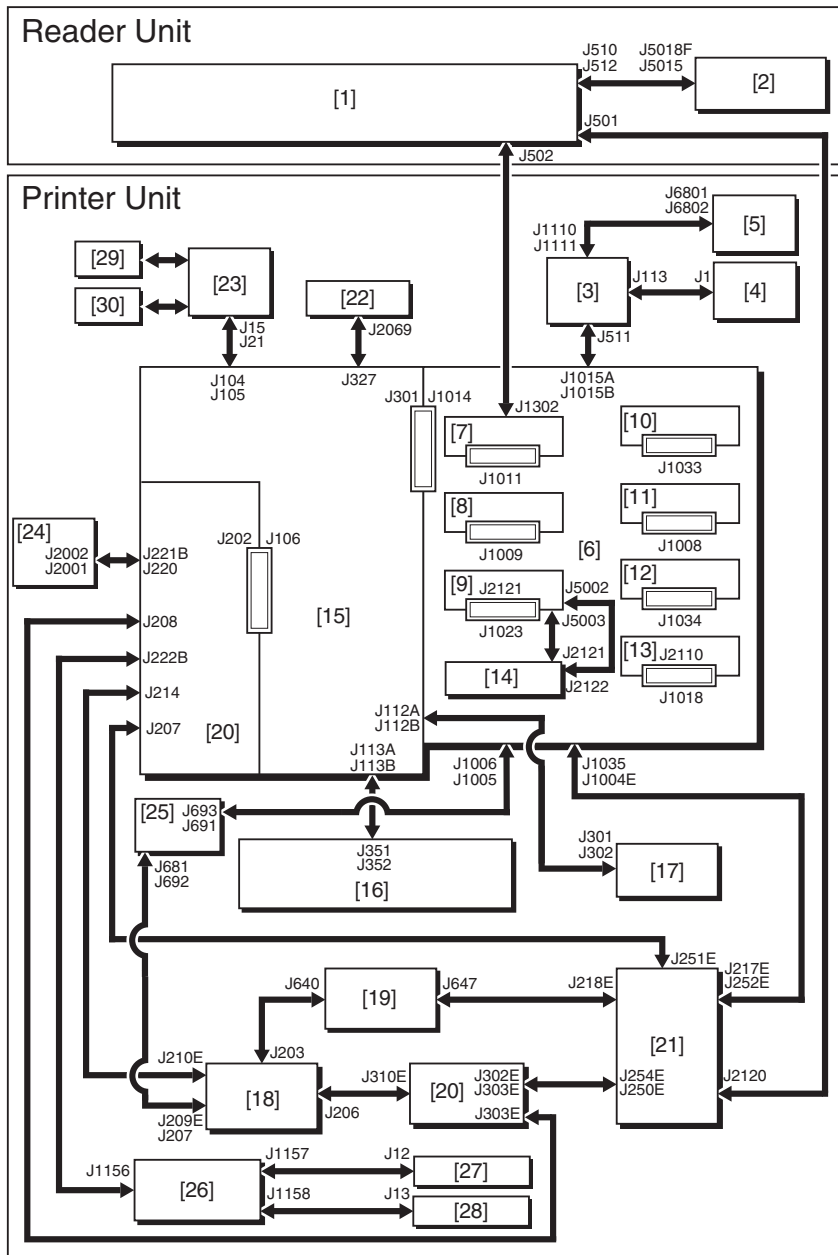 Reader Unit
[1]
J510
J512
J5018F
J5015
[2]
J501
J502
Printer Unit
J6801
J6802
[5]
J1110
J1111
[29]
[23]
[30]
[22]
[3]
J113
J1
[4]
J15
J21
J2069
J511
J104
J105
J327
J1015A
J1015B
J301
J1014
J1302
[7]
J1011
[10]
J1033
[8]
J1009
[11]
J1008
[6]
[24]
J2002
J2001
J221B
J220
J202
J106
[9]
J2121
J1023
J5002
J5003
[12]
J1034
J208
[15]
J222B
J2121
J2122
[14]
[13]
J2110
J1018
J214
J207
[20]
J112A
J112B
J113A
J113B
J1006
J1005
J1035
J1004E
[25]
J693
J691
J681
J692
J351
J352
[16]
J301
J302
[17]
J251E
J640
[19]
J647
J218E
J217E
J252E
[21]
J210E
J203
[18]
J209E
J207
J206
J310E
[20]
J302E
J303E
J303E
J254E
J250E
J2120
J1156
[26]
J1157
J12
[27]
J1158
J13
[28]